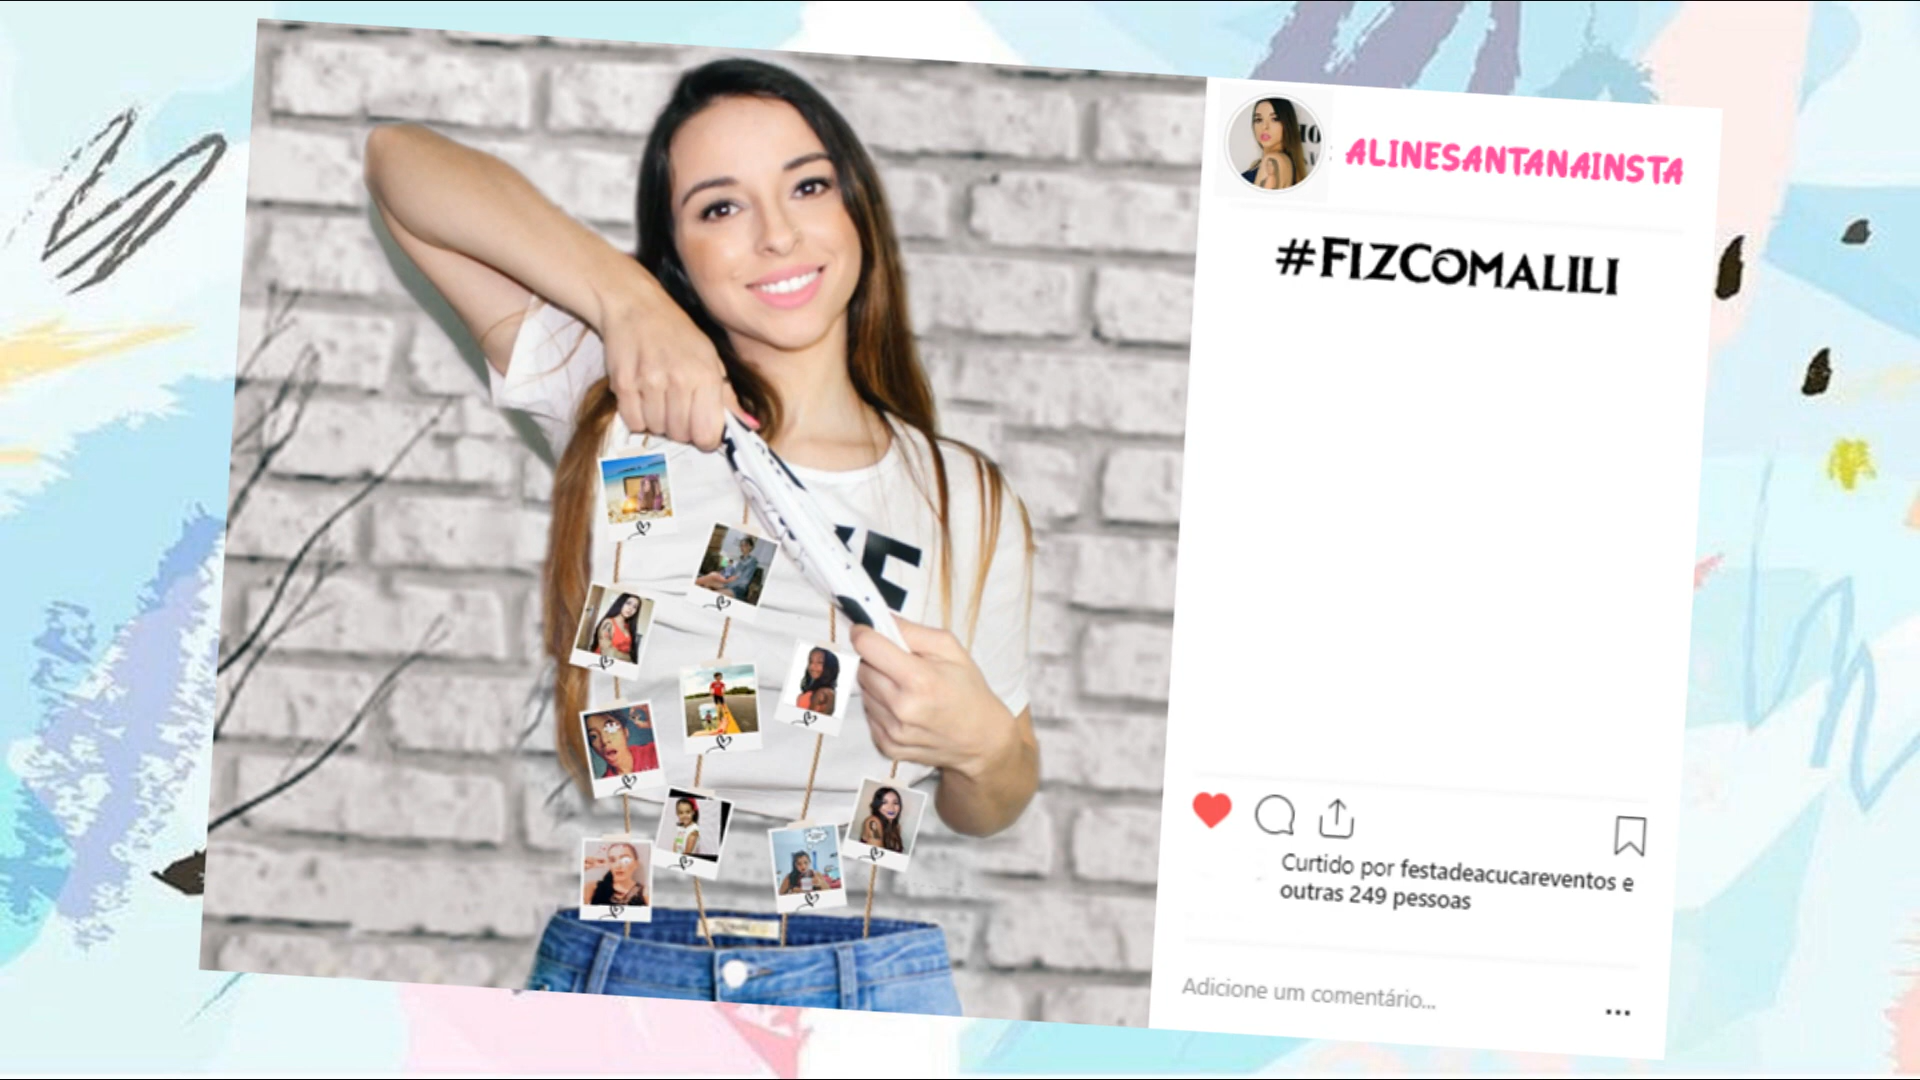 ALINESANTANAINSTA
#FIZCOMALILI
Curtido por festadeacucareventos e
outras 249 pessoas
Adicione um comentário...